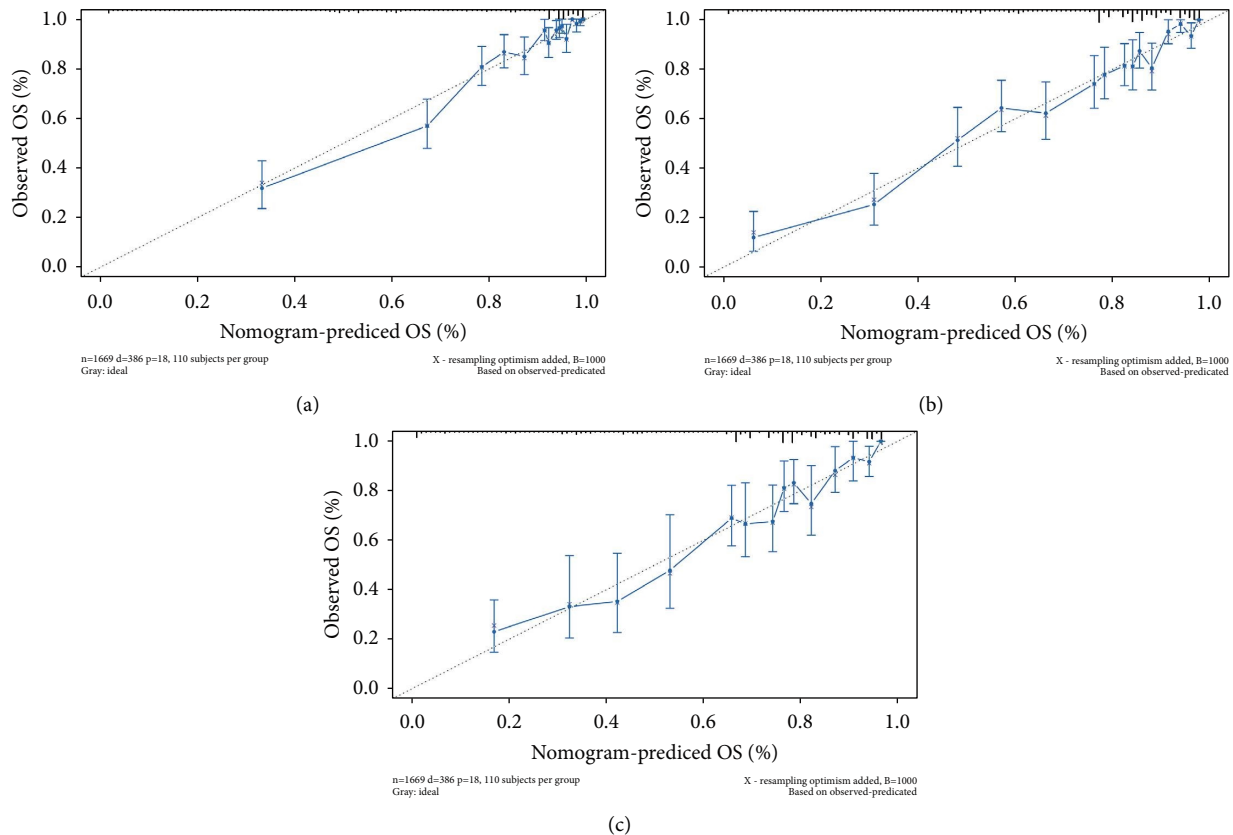 1.0
0.8
0.6
0.4
0.2
0.0
Observed OS (%)
0.0 0.2 0.4 0.6 0.8 1.0
Nomogram-prediced OS (%)
n=1669 d=386 p=18, 110 subjects per group
Gray: ideal
X - resampling optimism added, B=1000
Based on observed-predicated
(a)
1.0
0.8
0.6
0.4
0.2
0.0
Observed OS (%)
0.0 0.2 0.4 0.6 0.8 1.0
Nomogram-prediced OS (%)
n=1669 d=386 p=18, 110 subjects per group
Gray: ideal
X - resampling optimism added, B=1000
Based on observed-predicated
(b)
1.0
0.8
0.6
0.4
0.2
0.0
Observed OS (%)
0.0 0.2 0.4 0.6 0.8 1.0
Nomogram-prediced OS (%)
n=1669 d=386 p=18, 110 subjects per group
Gray: ideal
X - resampling optimism added, B=1000
Based on observed-predicated
(c)